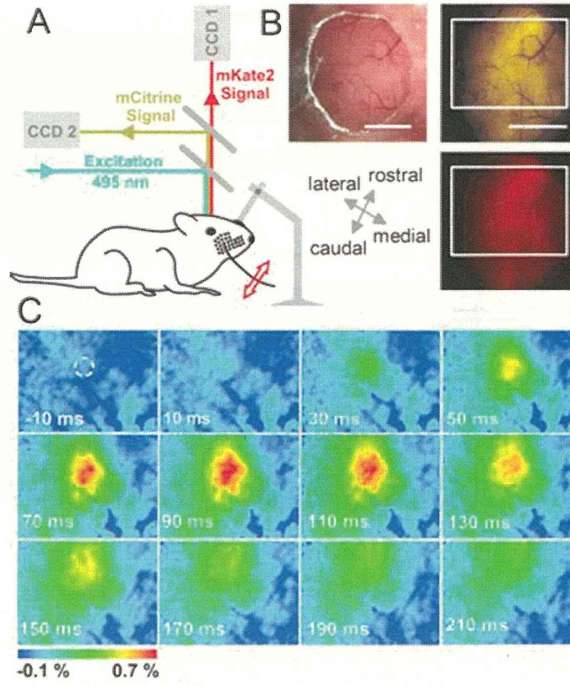 A
B
CCD 1
mKate2
Signal
mCitrine
Signal
CCD 2
Excitation
495 nm
lateral
rostral
caudal
medial
C
-10 ms
10 ms
30 ms
50 ms
70 ms
90 ms
110 ms
130 ms
150 ms
170 ms
190 ms
210 ms
-0.1 %
0.7 %